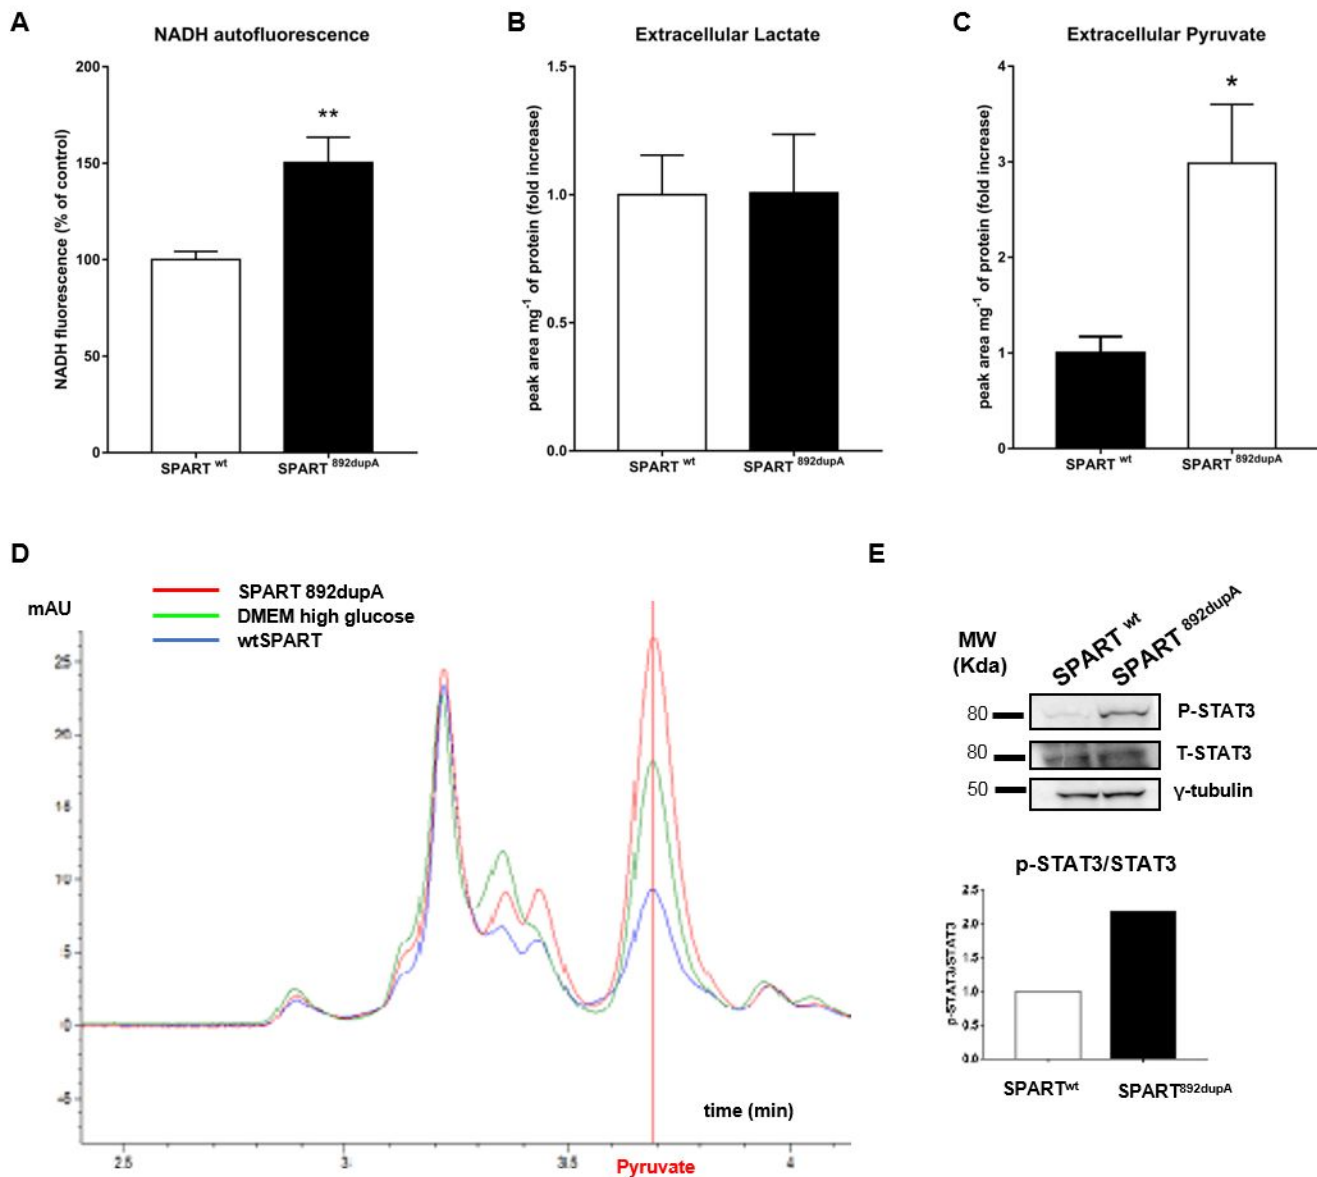 A
NADH autofluorescence
NADH fluorescence (% of control)
200
150
100
50
0
**
SPART wt
SPART 892dupA
B
Extracellular Lactate
peak area mg-1 of protein (fold increase)
1.5
1.0
0.5
0.0
SPART wt
SPART 892dupA
C
Extracellular Pyruvate
peak area mg-1 of protein (fold increase)
4
3
2
1
0
*
SPART wt
SPART 892dupA
D
SPART 892dupA
DMEM high glucose
wtSPART
mAU
25
20
15
10
5
0
-5
time (min)
2.5
3
3.5
4
Pyruvate
E
MW
(Kda)
SPART wt
SPART 892dupA
80
P-STAT3
80
T-STAT3
50
γ-tubulin
p-STAT3/STAT3
p-STAT3/STAT3
2.5
2.0
1.5
1.0
0.5
0.0
SPARTwt
SPART892dupA